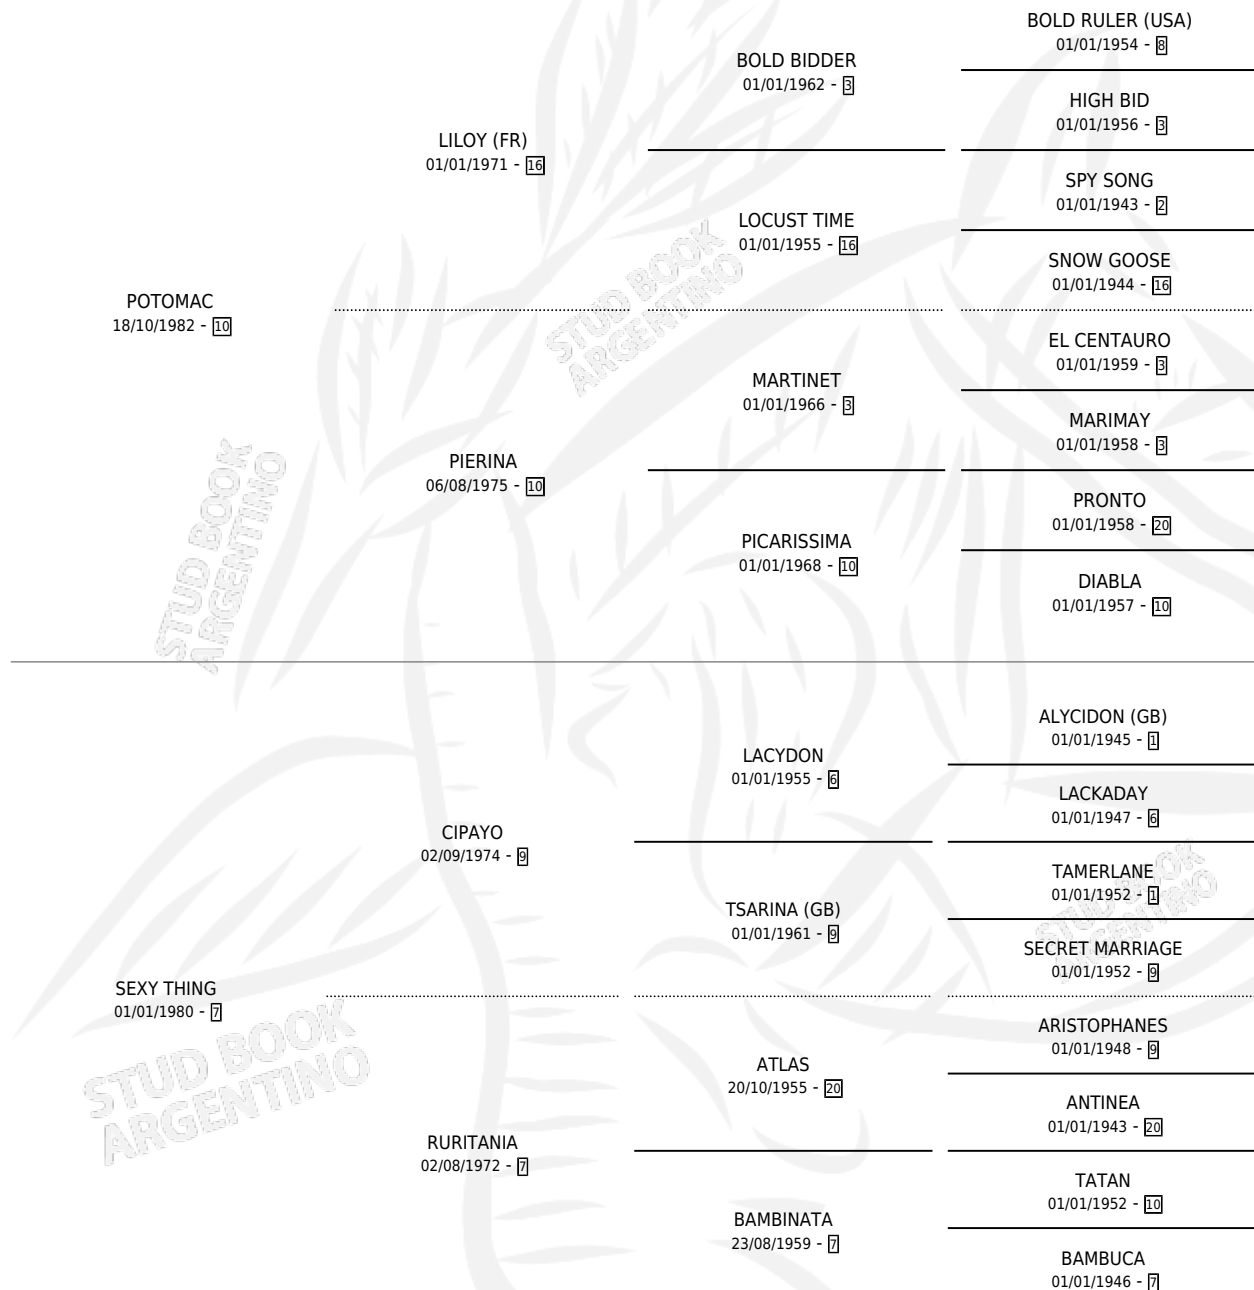 BOLD RULER (USA)
01/01/1954 - 8
BOLD BIDDER
01/01/1962 - 3
HIGH BID
01/01/1956 - 3
LILOY (FR)
01/01/1971 - 16
SPY SONG
01/01/1943 - 2
LOCUST TIME
01/01/1955 - 16
SNOW GOOSE
01/01/1944 - 16
POTOMAC
18/10/1982 - 10
EL CENTAURO
01/01/1959 - 3
MARTINET
01/01/1966 - 3
MARIMAY
01/01/1958 - 3
PIERINA
06/08/1975 - 10
PRONTO
01/01/1958 - 20
PICARISSIMA
01/01/1968 - 10
DIABLA
01/01/1957 - 10
STUD BOOK
ARGENTINO
STUD BOOK
ARGENTINO
ALYCIDON (GB)
01/01/1945 - 1
LACYDON
01/01/1955 - 6
LACKADAY
01/01/1947 - 6
CIPAYO
02/09/1974 - 9
TAMERLANE
01/01/1952 - 1
TSARINA (GB)
01/01/1961 - 9
SECRET MARRIAGE
01/01/1952 - 9
STUD BOOK
ARGENTINO
SEXY THING
01/01/1980 - 7
ARISTOPHANES
01/01/1948 - 9
ATLAS
20/10/1955 - 20
ANTINEA
01/01/1943 - 20
RURITANIA
02/08/1972 - 7
TATAN
01/01/1952 - 10
BAMBINATA
23/08/1959 - 7
BAMBUCA
01/01/1946 - 7
STUD BOOK
ARGENTINO